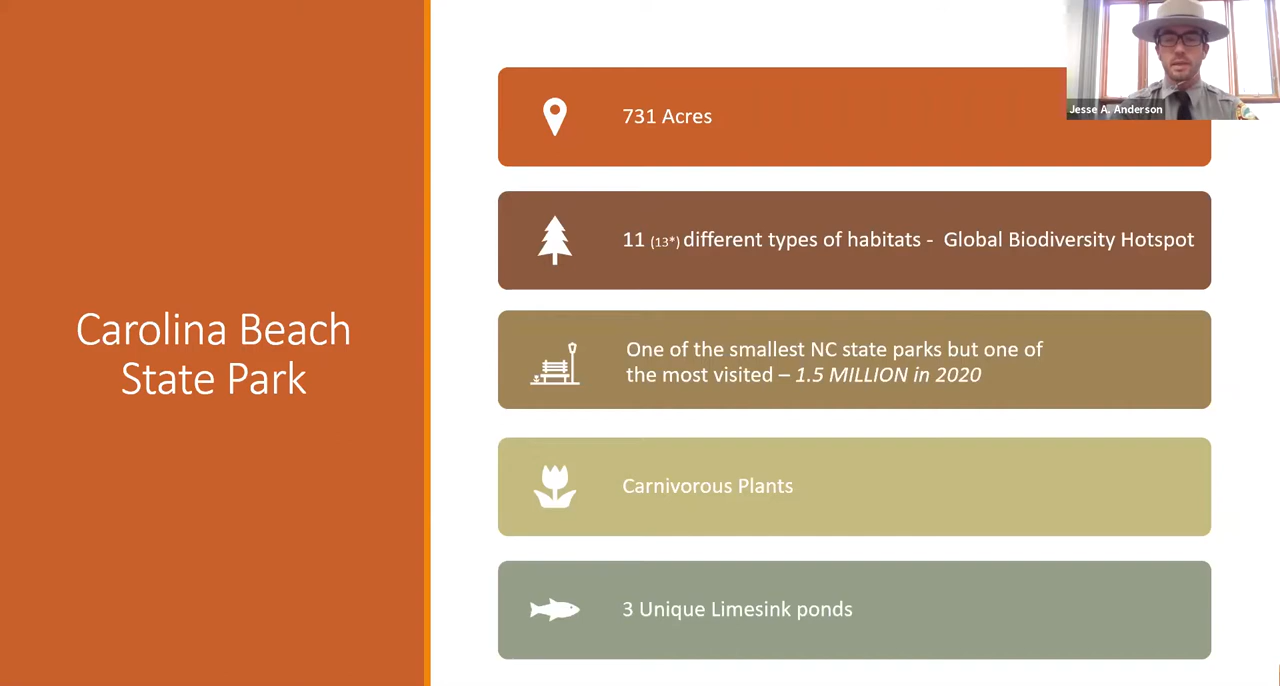 Carolina Beach
State Park
731 Acres
11 (13*) different types of habitats - Global Biodiversity Hotspot
One of the smallest NC state parks but one of
the most visited – 1.5 MILLION in 2020
Carnivorous Plants
3 Unique Limesink ponds
Jesse A. Anderson